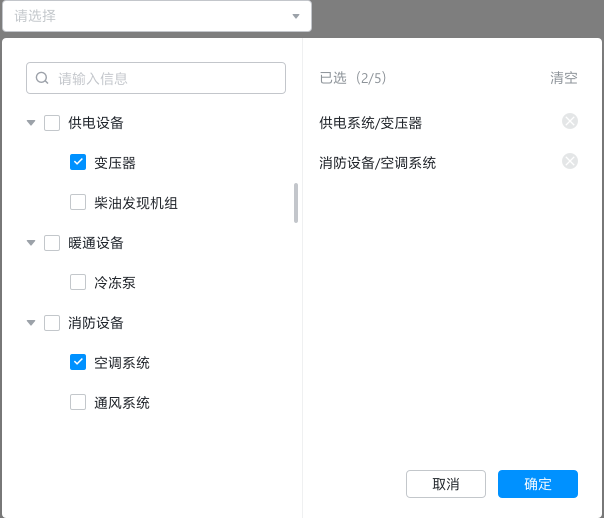 请选择
请输入信息
供电设备
变压器
柴油发现机组
暖通设备
冷冻泵
消防设备
空调系统
通风系统
已选（2/5）
清空
供电系统/变压器
消防设备/空调系统
取消
确定